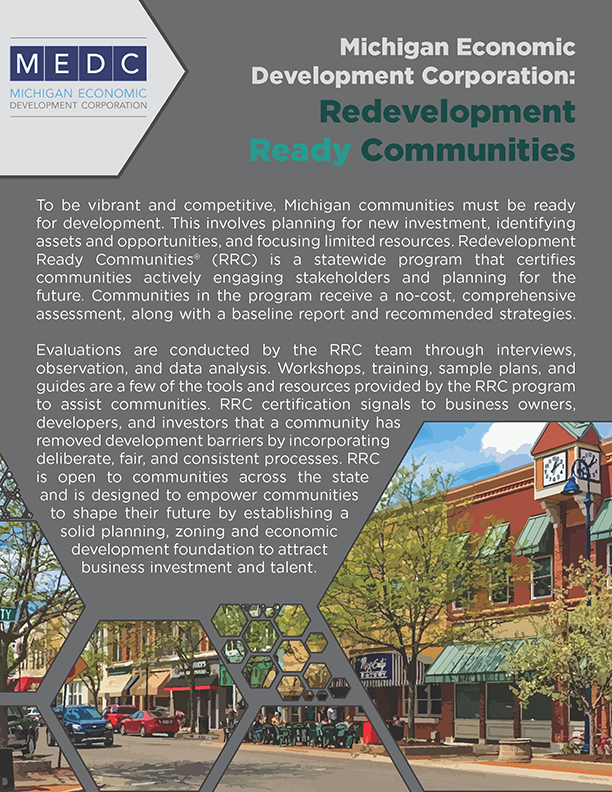 MEDC
MICHIGAN ECONOMIC
DEVELOPMENT CORPORATION
Michigan Economic
Development Corporation:
Redevelopment
Ready Communities
To be vibrant and competitive, Michigan communities must be ready
for development. This involves planning for new investment, identifying
assets and opportunities, and focusing limited resources. Redevelopment
Ready Communities® (RRC) is a statewide program that certifies
communities actively engaging stakeholders and planning for the
future. Communities in the program receive a no-cost, comprehensive
assessment, along with a baseline report and recommended strategies.
Evaluations are conducted by the RRC team through interviews,
observation, and data analysis. Workshops, training, sample plans, and
guides are a few of the tools and resources provided by the RRC program
to assist communities. RRC certification signals to business owners,
developers, and investors that a community has
removed development barriers by incorporating
deliberate, fair, and consistent processes. RRC
is open to communities across the state
and is designed to empower communities
to shape their future by establishing a
solid planning, zoning and economic
development foundation to attract
business investment and talent.
TY